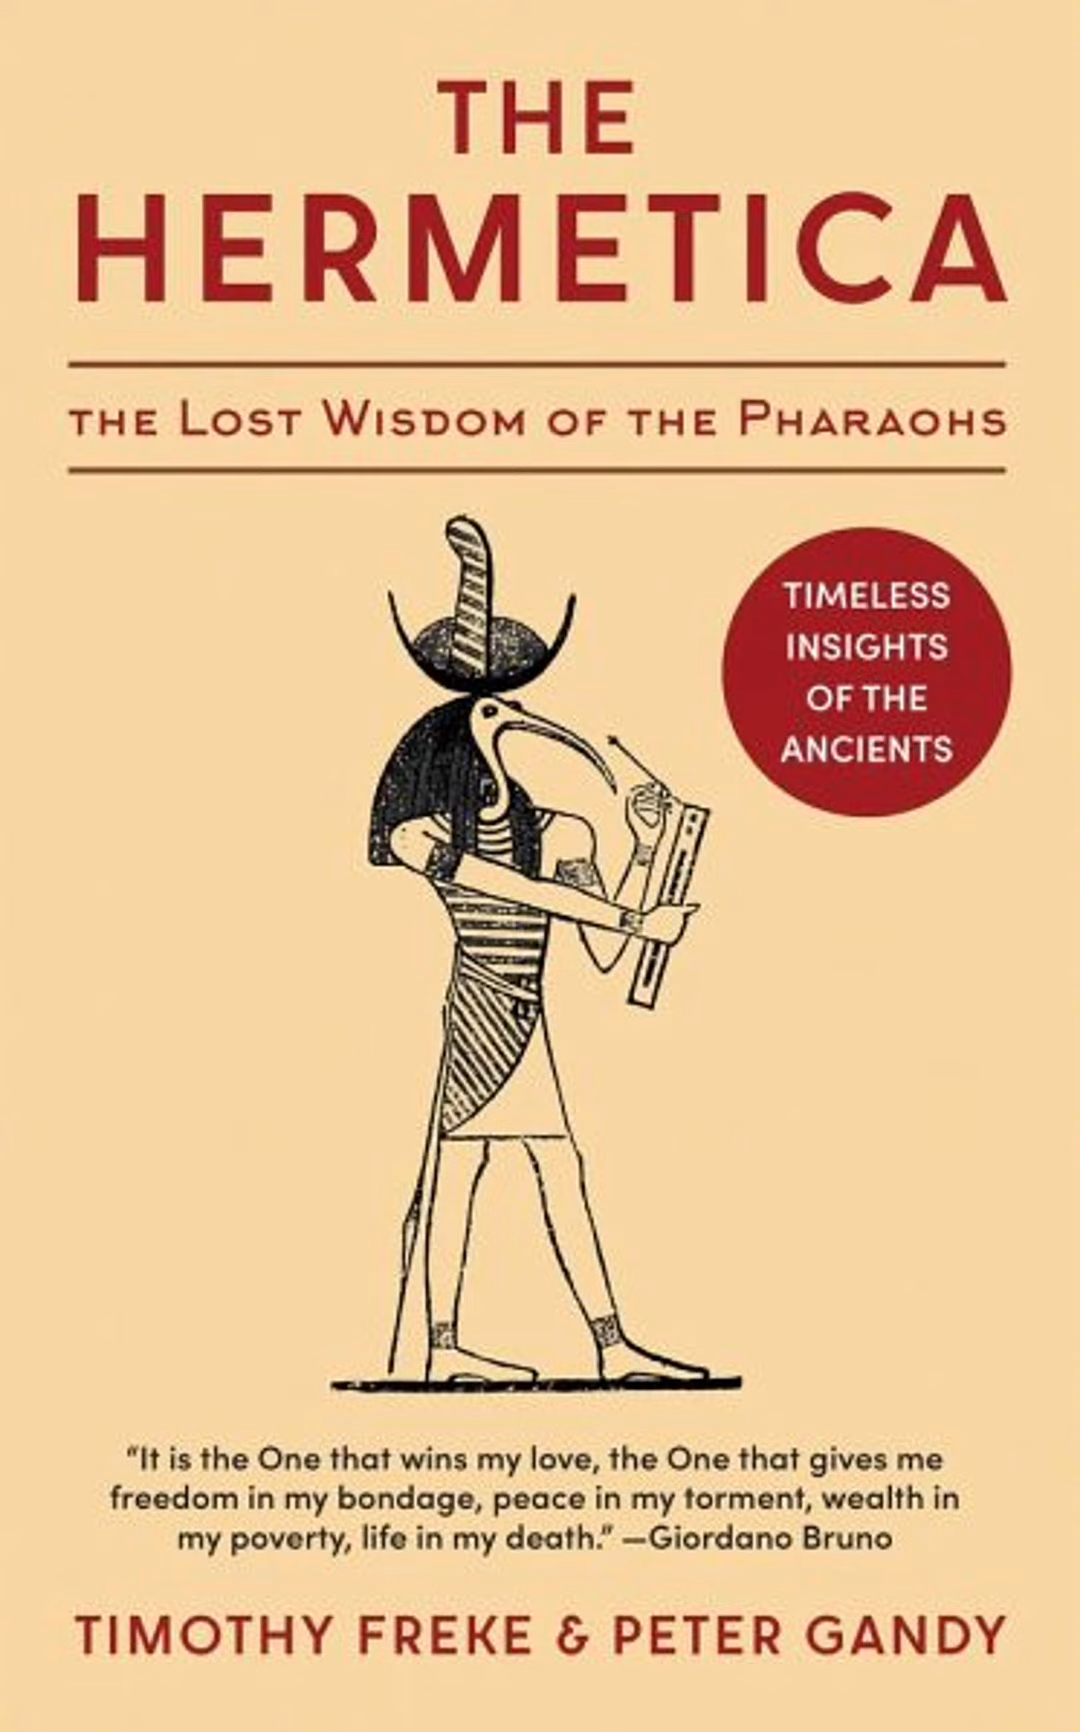 THE
HERMETICA
THE LOST WISDOM OF THE PHARAOHS
TIMELESS
INSIGHTS
OF THE
ANCIENTS
“It is the One that wins my love, the One that gives me
freedom in my bondage, peace in my torment, wealth in
my poverty, life in my death.” —Giordano Bruno
TIMOTHY FREKE & PETER GANDY